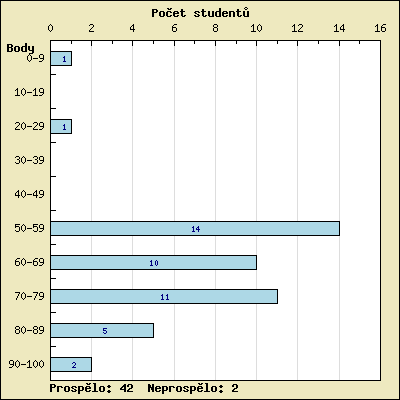 Počet studentů
0 2 4 6 8 10 12 14 16
Body
0-9 1
10-19
20-29 1
30-39
40-49
50-59 14
60-69 10
70-79 11
80-89 5
90-100 2
Prospělo: 42 Neprospělo: 2